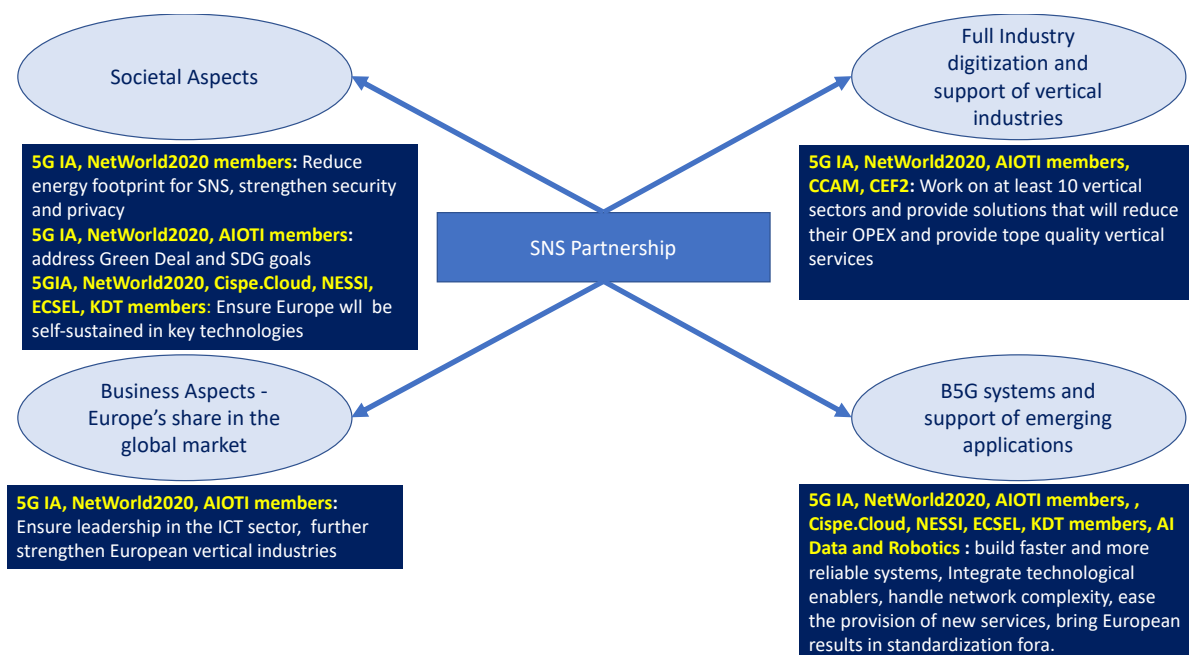 Societal Aspects
5G IA, NetWorld2020 members: Reduce
energy footprint for SNS, strengthen security
and privacy
5G IA, NetWorld2020, AIOTI members:
address Green Deal and SDG goals
5GIA, NetWorld2020, Cispe.Cloud, NESSI,
ECSEL, KDT members: Ensure Europe wll be
self-sustained in key technologies
Full Industry
digitization and
support of vertical
industries
5G IA, NetWorld2020, AIOTI members,
CCAM, CEF2: Work on at least 10 vertical
sectors and provide solutions that will reduce
their OPEX and provide tope quality vertical
services
SNS Partnership
Business Aspects -
Europe's share in the
global market
5G IA, NetWorld2020, AIOTI members:
Ensure leadership in the ICT sector, further
strengthen European vertical industries
B5G systems and
support of emerging
applications
5G IA, NetWorld2020, AIOTI members, ,
Cispe.Cloud, NESSI, ECSEL, KDT members, AI
Data and Robotics : build faster and more
reliable systems, Integrate technological
enablers, handle network complexity, ease
the provision of new services, bring European
results in standardization fora.